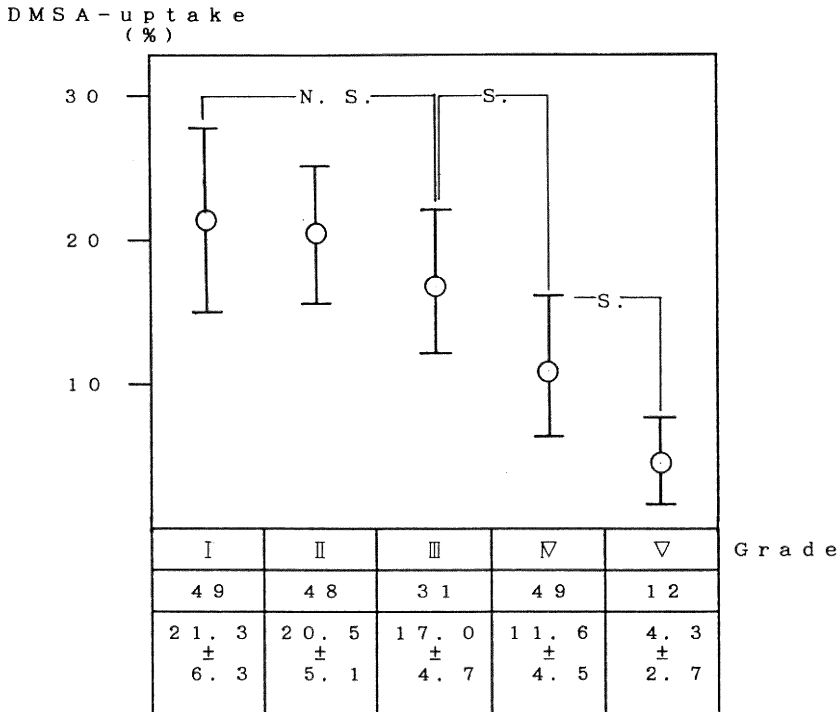 DMSA-uptake
(%)
30
N. S.
S.
20
S.
10
Ⅰ Ⅱ Ⅲ Ⅳ Ⅴ Grade
49 48 31 49 12
21.3 20.5 17.0 11.6 4.3
± ± ± ± ±
6.3 5.1 4.7 4.5 2.7